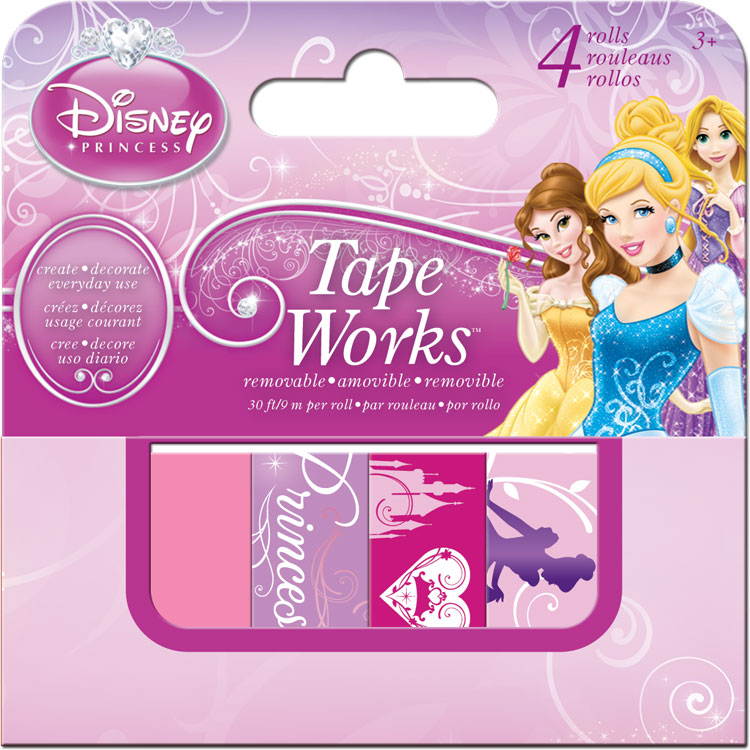 Disney
PRINCESS
4 rolls
rouleaus
rollos
3+
create • decorate
everyday use
créez • décorez
usage courant
cree • decore
uso diario
Tape
Works™
removable • amovible • removible
30 ft/9 m per roll • par rouleau • por rollo
Princess